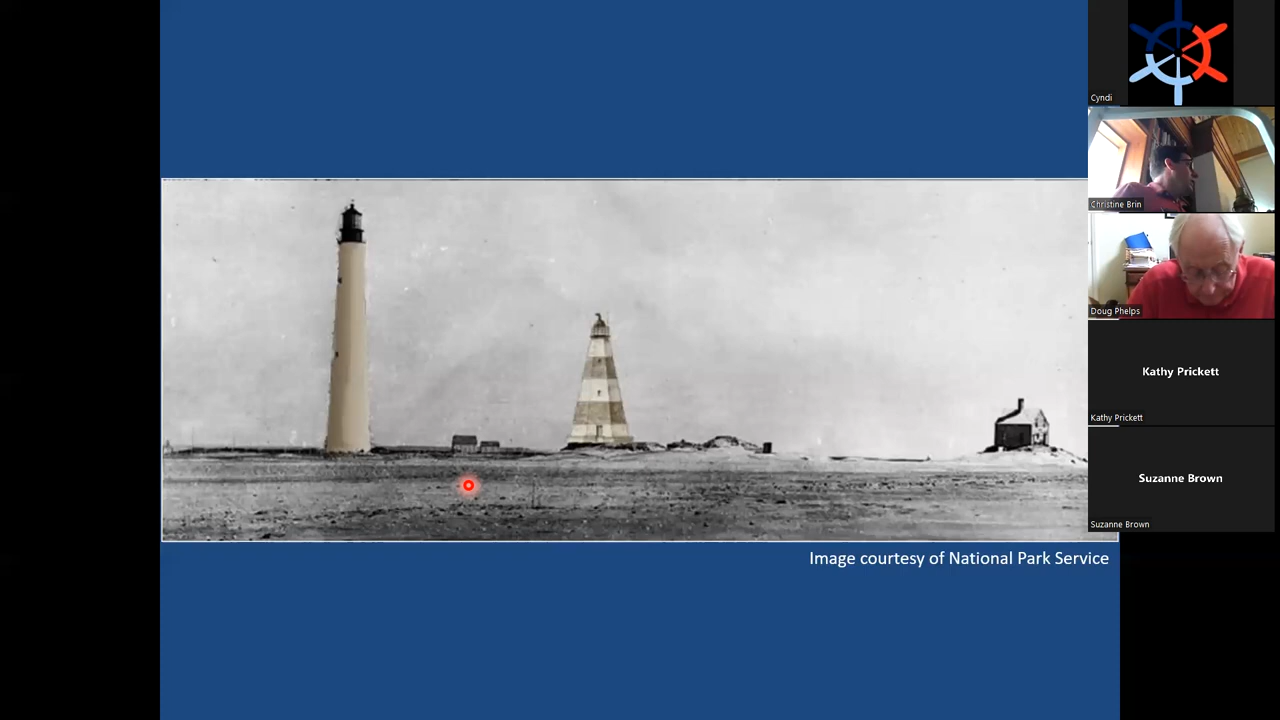 Image courtesy of National Park Service
Cyndi
Christine Brin
Doug Phelps
Kathy Prickett
Kathy Prickett
Suzanne Brown
Suzanne Brown